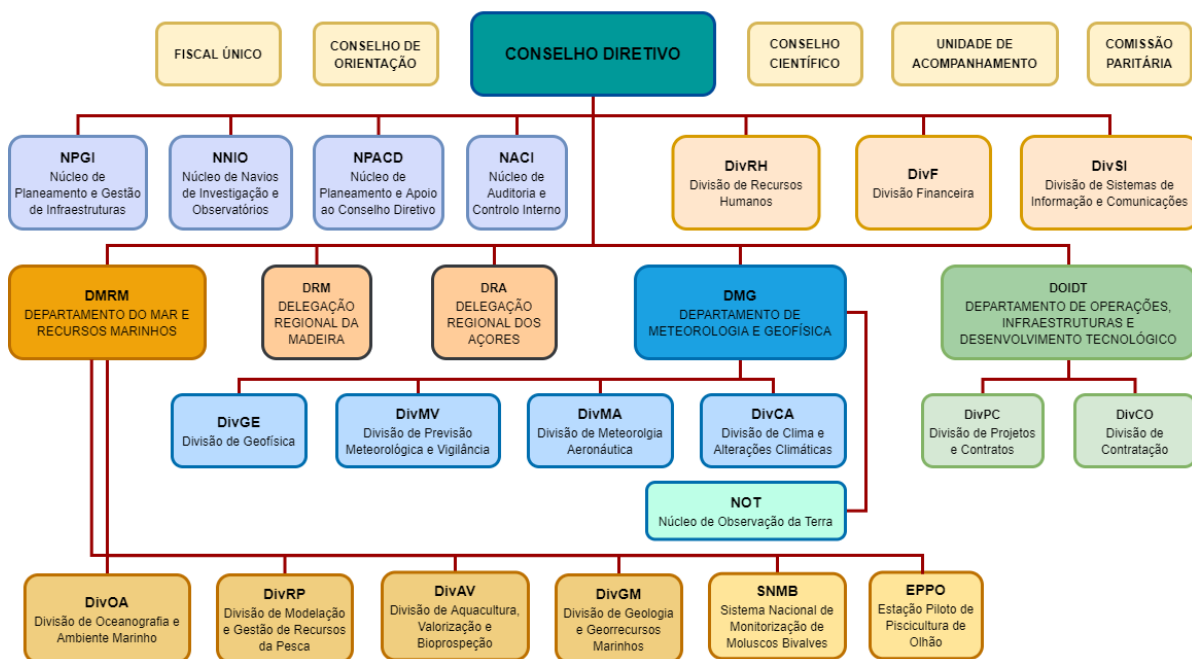 FISCAL ÚNICO
CONSELHO DE
ORIENTAÇÃO
CONSELHO DIRETIVO
CONSELHO
CIENTÍFICO
UNIDADE DE
ACOMPANHAMENTO
COMISSÃO
PARITÁRIA
NPGI
Núcleo de
Planeamento e Gestão
de Infraestruturas
NNIO
Núcleo de Navios
de Investigação e
Observatórios
NPACD
Núcleo de
Planeamento e Apoio
ao Conselho Diretivo
NACI
Núcleo de
Auditoria e
Controlo Interno
DivRH
Divisão de Recursos
Humanos
DivF
Divisão Financeira
DivSI
Divisão de Sistemas de
Informação e Comunicações
DMRM
DEPARTAMENTO DO MAR E
RECURSOS MARINHOS
DRM
DELEGAÇÃO
REGIONAL DA
MADEIRA
DRA
DELEGAÇÃO
REGIONAL DOS
AÇORES
DMG
DEPARTAMENTO DE
METEOROLOGIA E GEOFÍSICA
DOIDT
DEPARTAMENTO DE OPERAÇÕES,
INFRAESTRUTURAS E
DESENVOLVIMENTO TECNOLÓGICO
DivGE
Divisão de Geofísica
DivMV
Divisão de Previsão
Meteorológica e Vigilância
DivMA
Divisão de Meteorolgia
Aeronáutica
DivCA
Divisão de Clima e
Alterações Climáticas
DivPC
Divisão de Projetos
e Contratos
DivCO
Divisão de
Contratação
NOT
Núcleo de Observação da Terra
DivOA
Divisão de Oceanografia e
Ambiente Marinho
DivRP
Divisão de Modelação
e Gestão de Recursos
da Pesca
DivAV
Divisão de Aquacultura,
Valorização e
Bioprospeção
DivGM
Divisão de Geologia
e Georrecursos
Marinhos
SNMB
Sistema Nacional de
Monitorização de
Moluscos Bivalves
EPPO
Estação Piloto de
Piscicultura de
Olhão